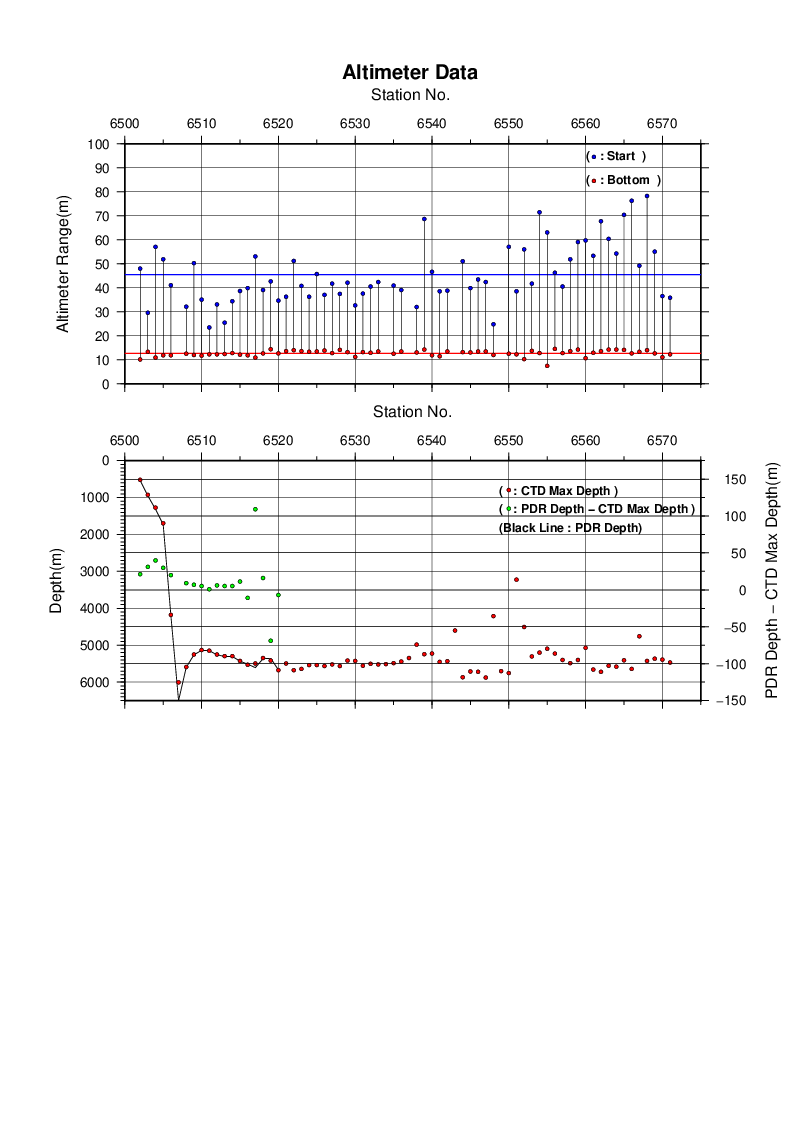 Altimeter Data
Station No.
6500 6510 6520 6530 6540 6550 6560 6570
100
90
80
70
60
50
40
30
20
10
0
Altimeter Range(m)
( : Start )
( : Bottom )
Station No.
6500 6510 6520 6530 6540 6550 6560 6570
0
1000
2000
3000
4000
5000
6000
Depth(m)
( : CTD Max Depth )
( : PDR Depth − CTD Max Depth )
(Black Line : PDR Depth)
150
100
50
0
−50
−100
−150
PDR Depth − CTD Max Depth(m)